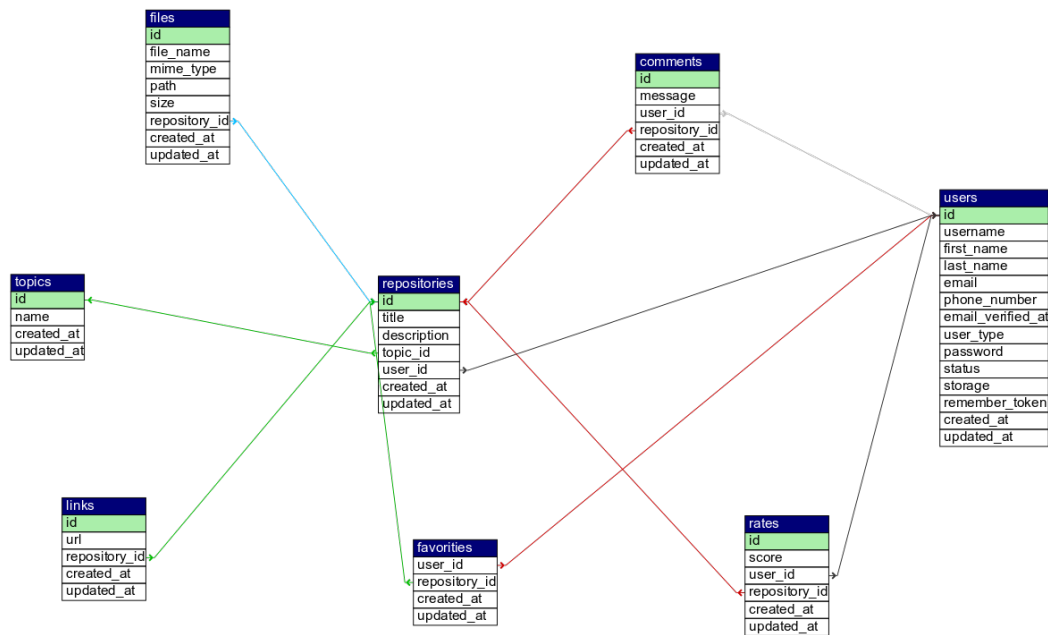 files
id
file_name
mime_type
path
size
repository_id
created_at
updated_at
comments
id
message
user_id
repository_id
created_at
updated_at
users
id
username
first_name
last_name
email
phone_number
email_verified_at
user_type
password
status
storage
remember_token
created_at
updated_at
topics
id
name
created_at
updated_at
repositories
id
title
description
topic_id
user_id
created_at
updated_at
links
id
url
repository_id
created_at
updated_at
favorities
user_id
repository_id
created_at
updated_at
rates
id
score
user_id
repository_id
created_at
updated_at